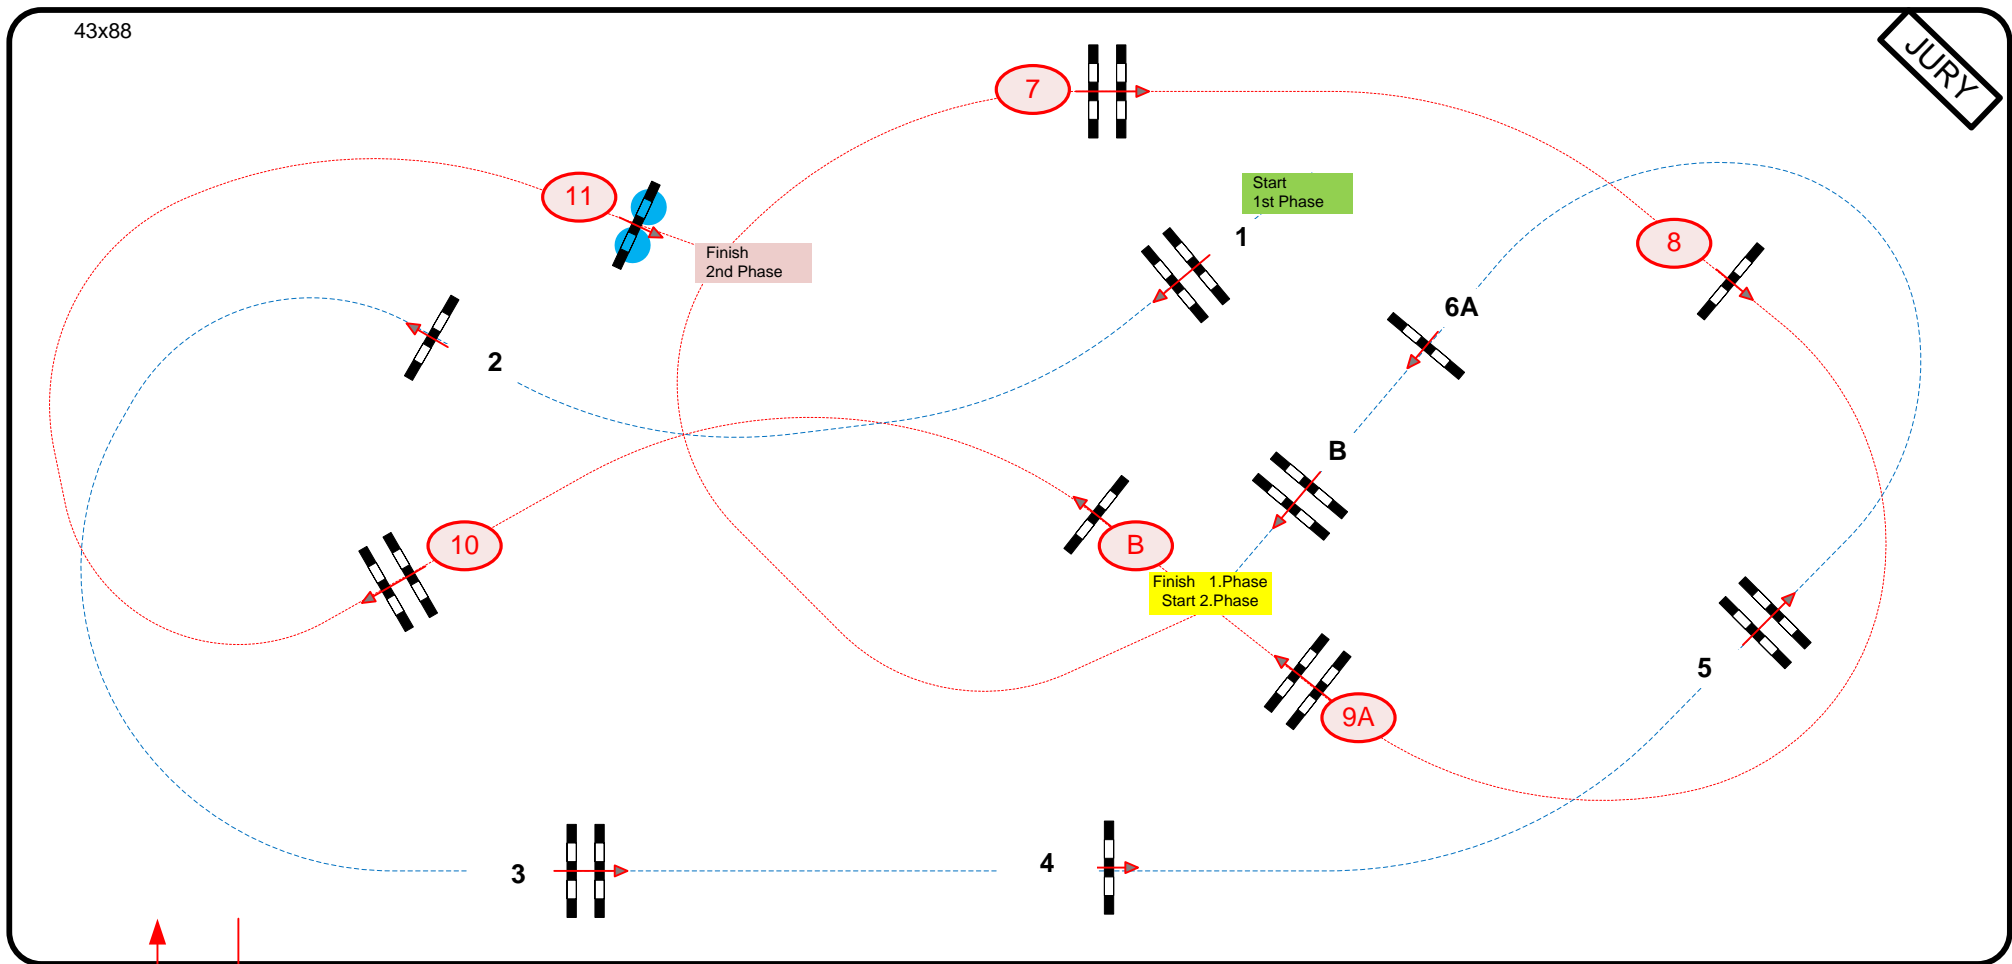 43x88
JURY
7
Start
1st Phase
11
1
8
Finish
2nd Phase
6A
2
B
10
B
Finish 1.Phase
Start 2.Phase
5
9A
3
4